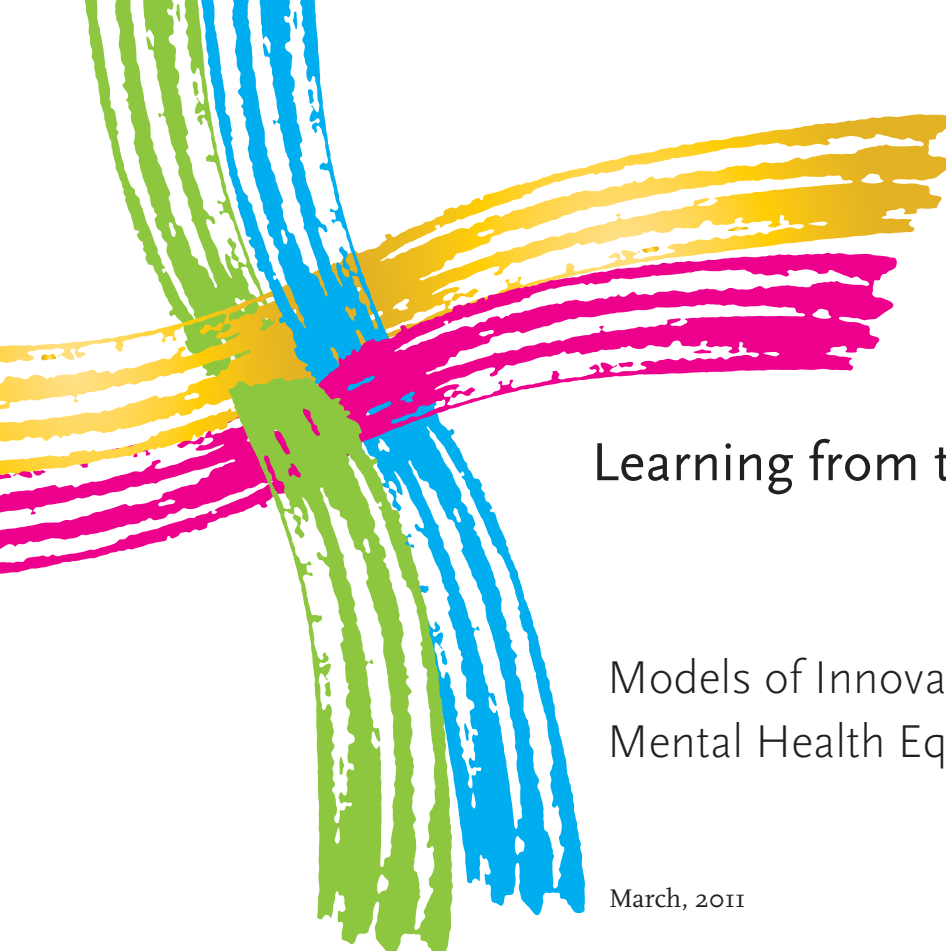 Learning from t
Models of Innova
Mental Health Eq
March, 2011